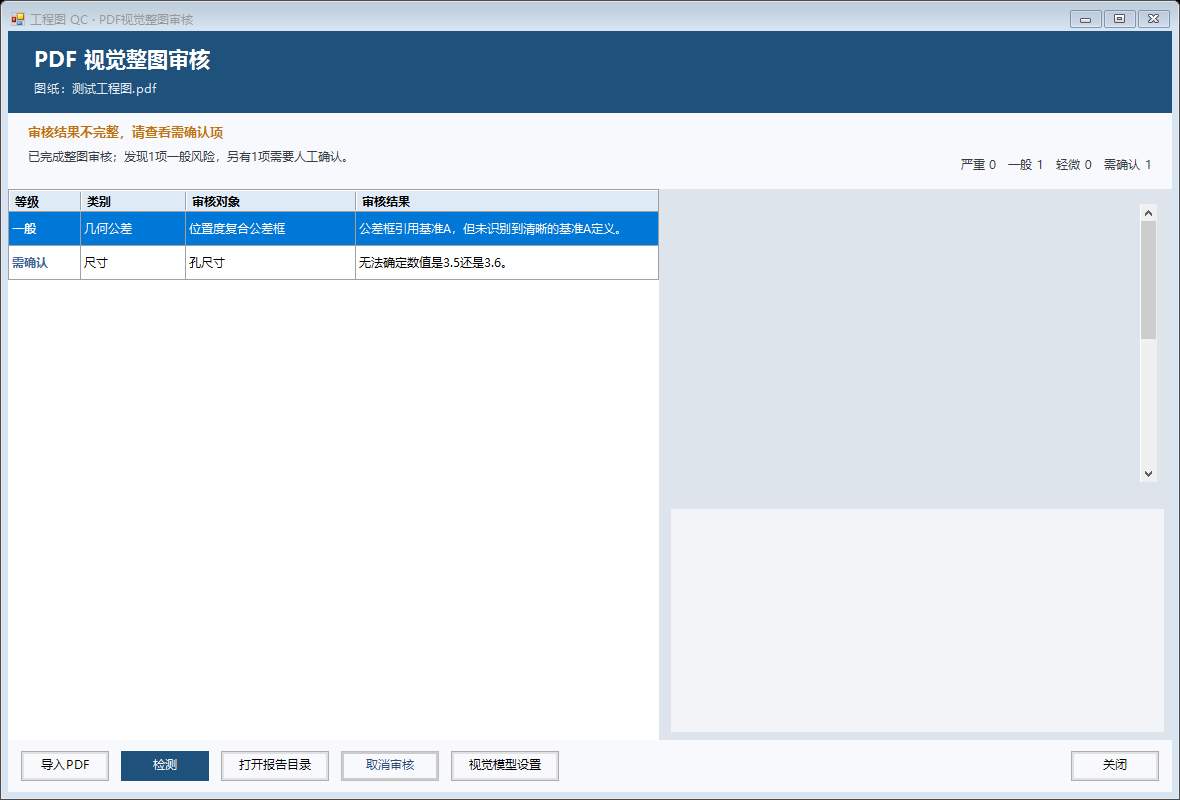 工程图 QC · PDF视觉整图审核
PDF 视觉整图审核
图纸：测试工程图.pdf
审核结果不完整，请查看需确认项
已完成整图审核；发现1项一般风险，另有1项需要人工确认。
严重 0 一般 1 轻微 0 需确认 1
等级 类别 审核对象 审核结果
一般 几何公差 位置度复合公差框 公差框引用基准A，但未识别到清晰的基准A定义。
需确认 尺寸 孔尺寸 无法确定数值是3.5还是3.6。
导入PDF 检测 打开报告目录 取消审核 视觉模型设置 关闭